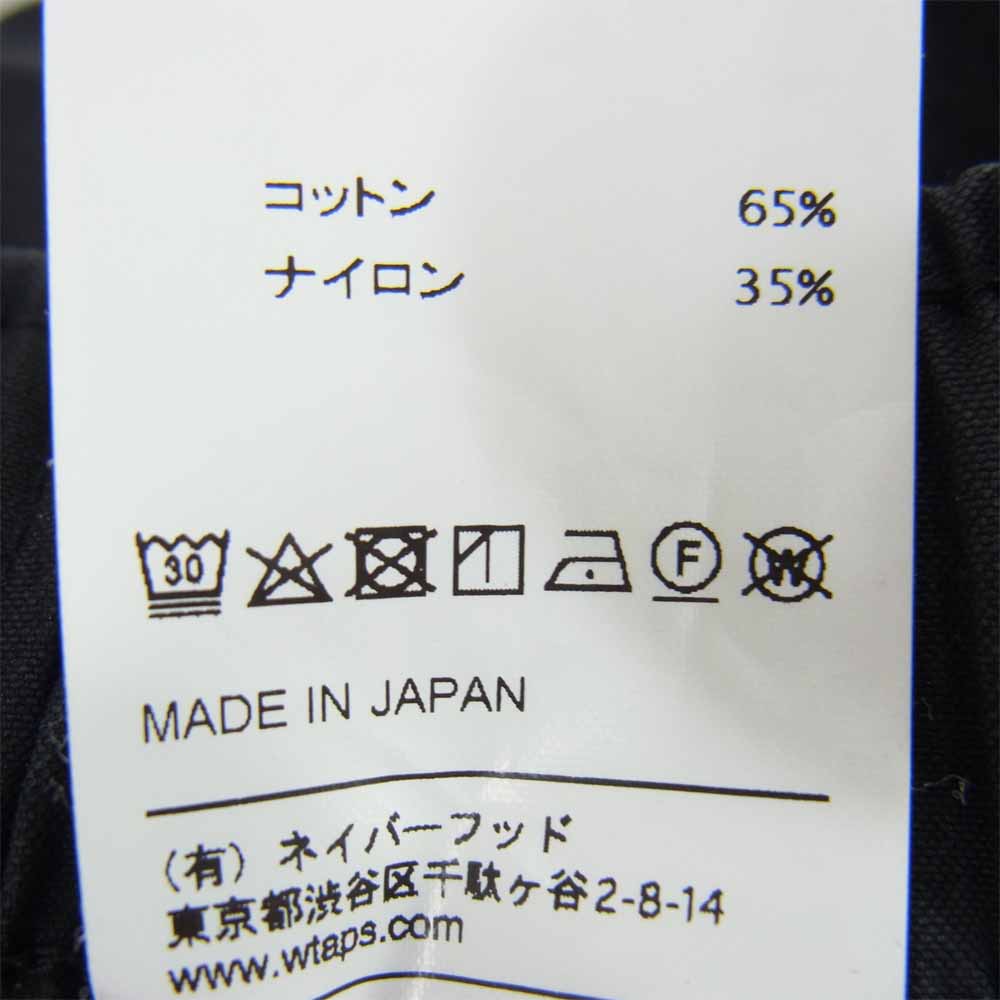 コットン 65%
ナイロン 35%
30 F W
MADE IN JAPAN
(有) ネイバーフッド
東京都渋谷区千駄ヶ谷2-8-14
www.wtaps.com